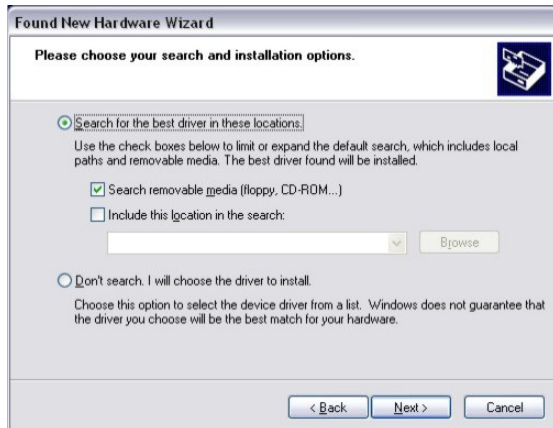 Found New Hardware Wizard
Please choose your search and installation options.
Search for the best driver in these locations.
Use the check boxes below to limit or expand the default search, which includes local
paths and removable media. The best driver found will be installed.
Search removable media (floppy, CD-ROM...)
Include this location in the search:
Browse
Don't search. I will choose the driver to install.
Choose this option to select the device driver from a list. Windows does not guarantee that
the driver you choose will be the best match for your hardware.
< Back Next > Cancel